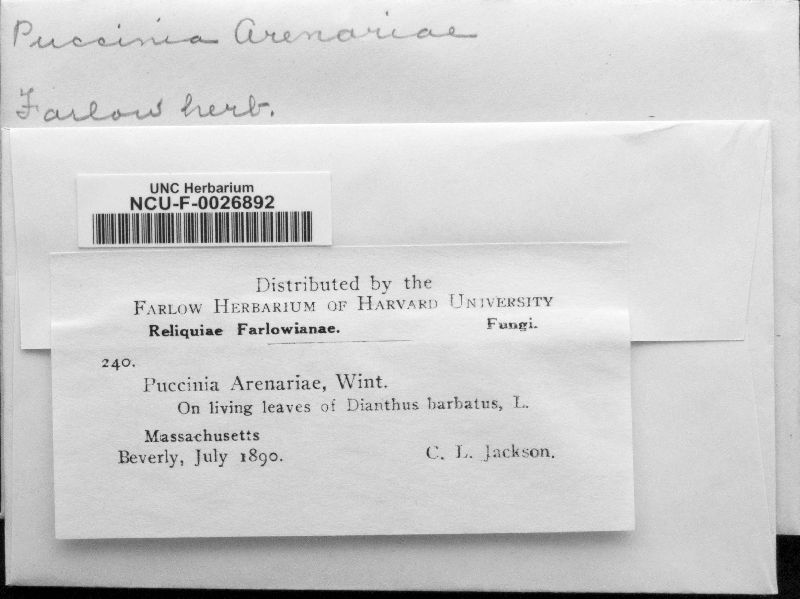 Puccinia Arenariae
Farlow herb.
UNC Herbarium
NCU-F-0026892
Distributed by the
FARLOW HERBARIUM OF HARVARD UNIVERSITY
Reliquiae Farlowianae. Fungi.
240.
Puccinia Arenariae, Wint.
On living leaves of Dianthus barbatus, L.
Massachusetts
Beverly, July 1890. C. L. Jackson.